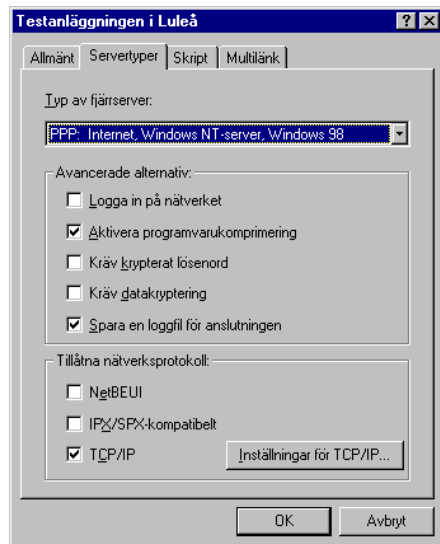 Testanläggningen i Luleå
Allmänt Servertyper Skript Multilänk
Typ av fjärrserver:
PPP: Internet, Windows NT-server, Windows 98
Avancerade alternativ:
Logga in på nätverket
Aktivera programvarukomprimering
Kräv krypterat lösenord
Kräv datakryptering
Spara en loggfil för anslutningen
Tillåtna nätverksprotokoll:
NetBEUI
IPX/SPX-kompatibelt
TCP/IP Inställningar för TCP/IP...
OK Avbryt